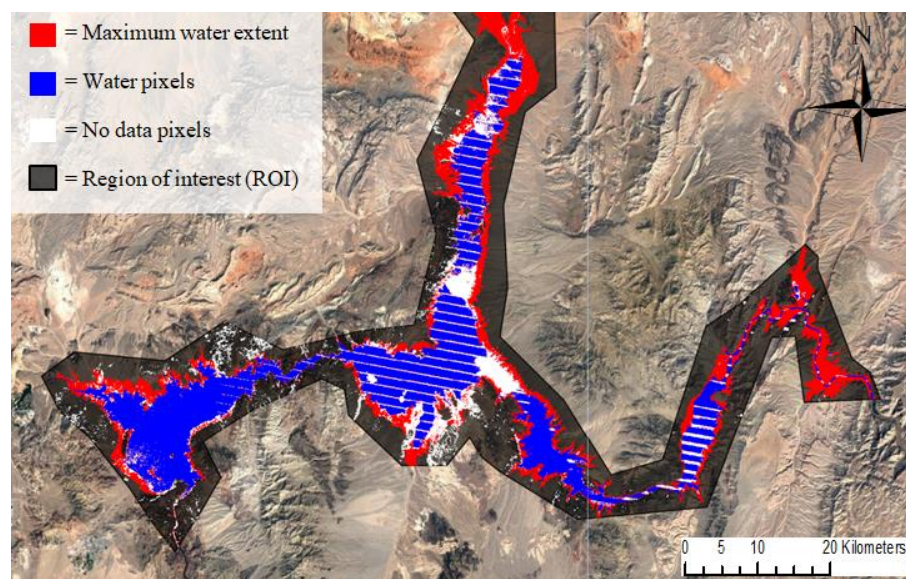 = Maximum water extent
= Water pixels
= No data pixels
= Region of interest (ROI)
N
0 5 10 20 Kilometers